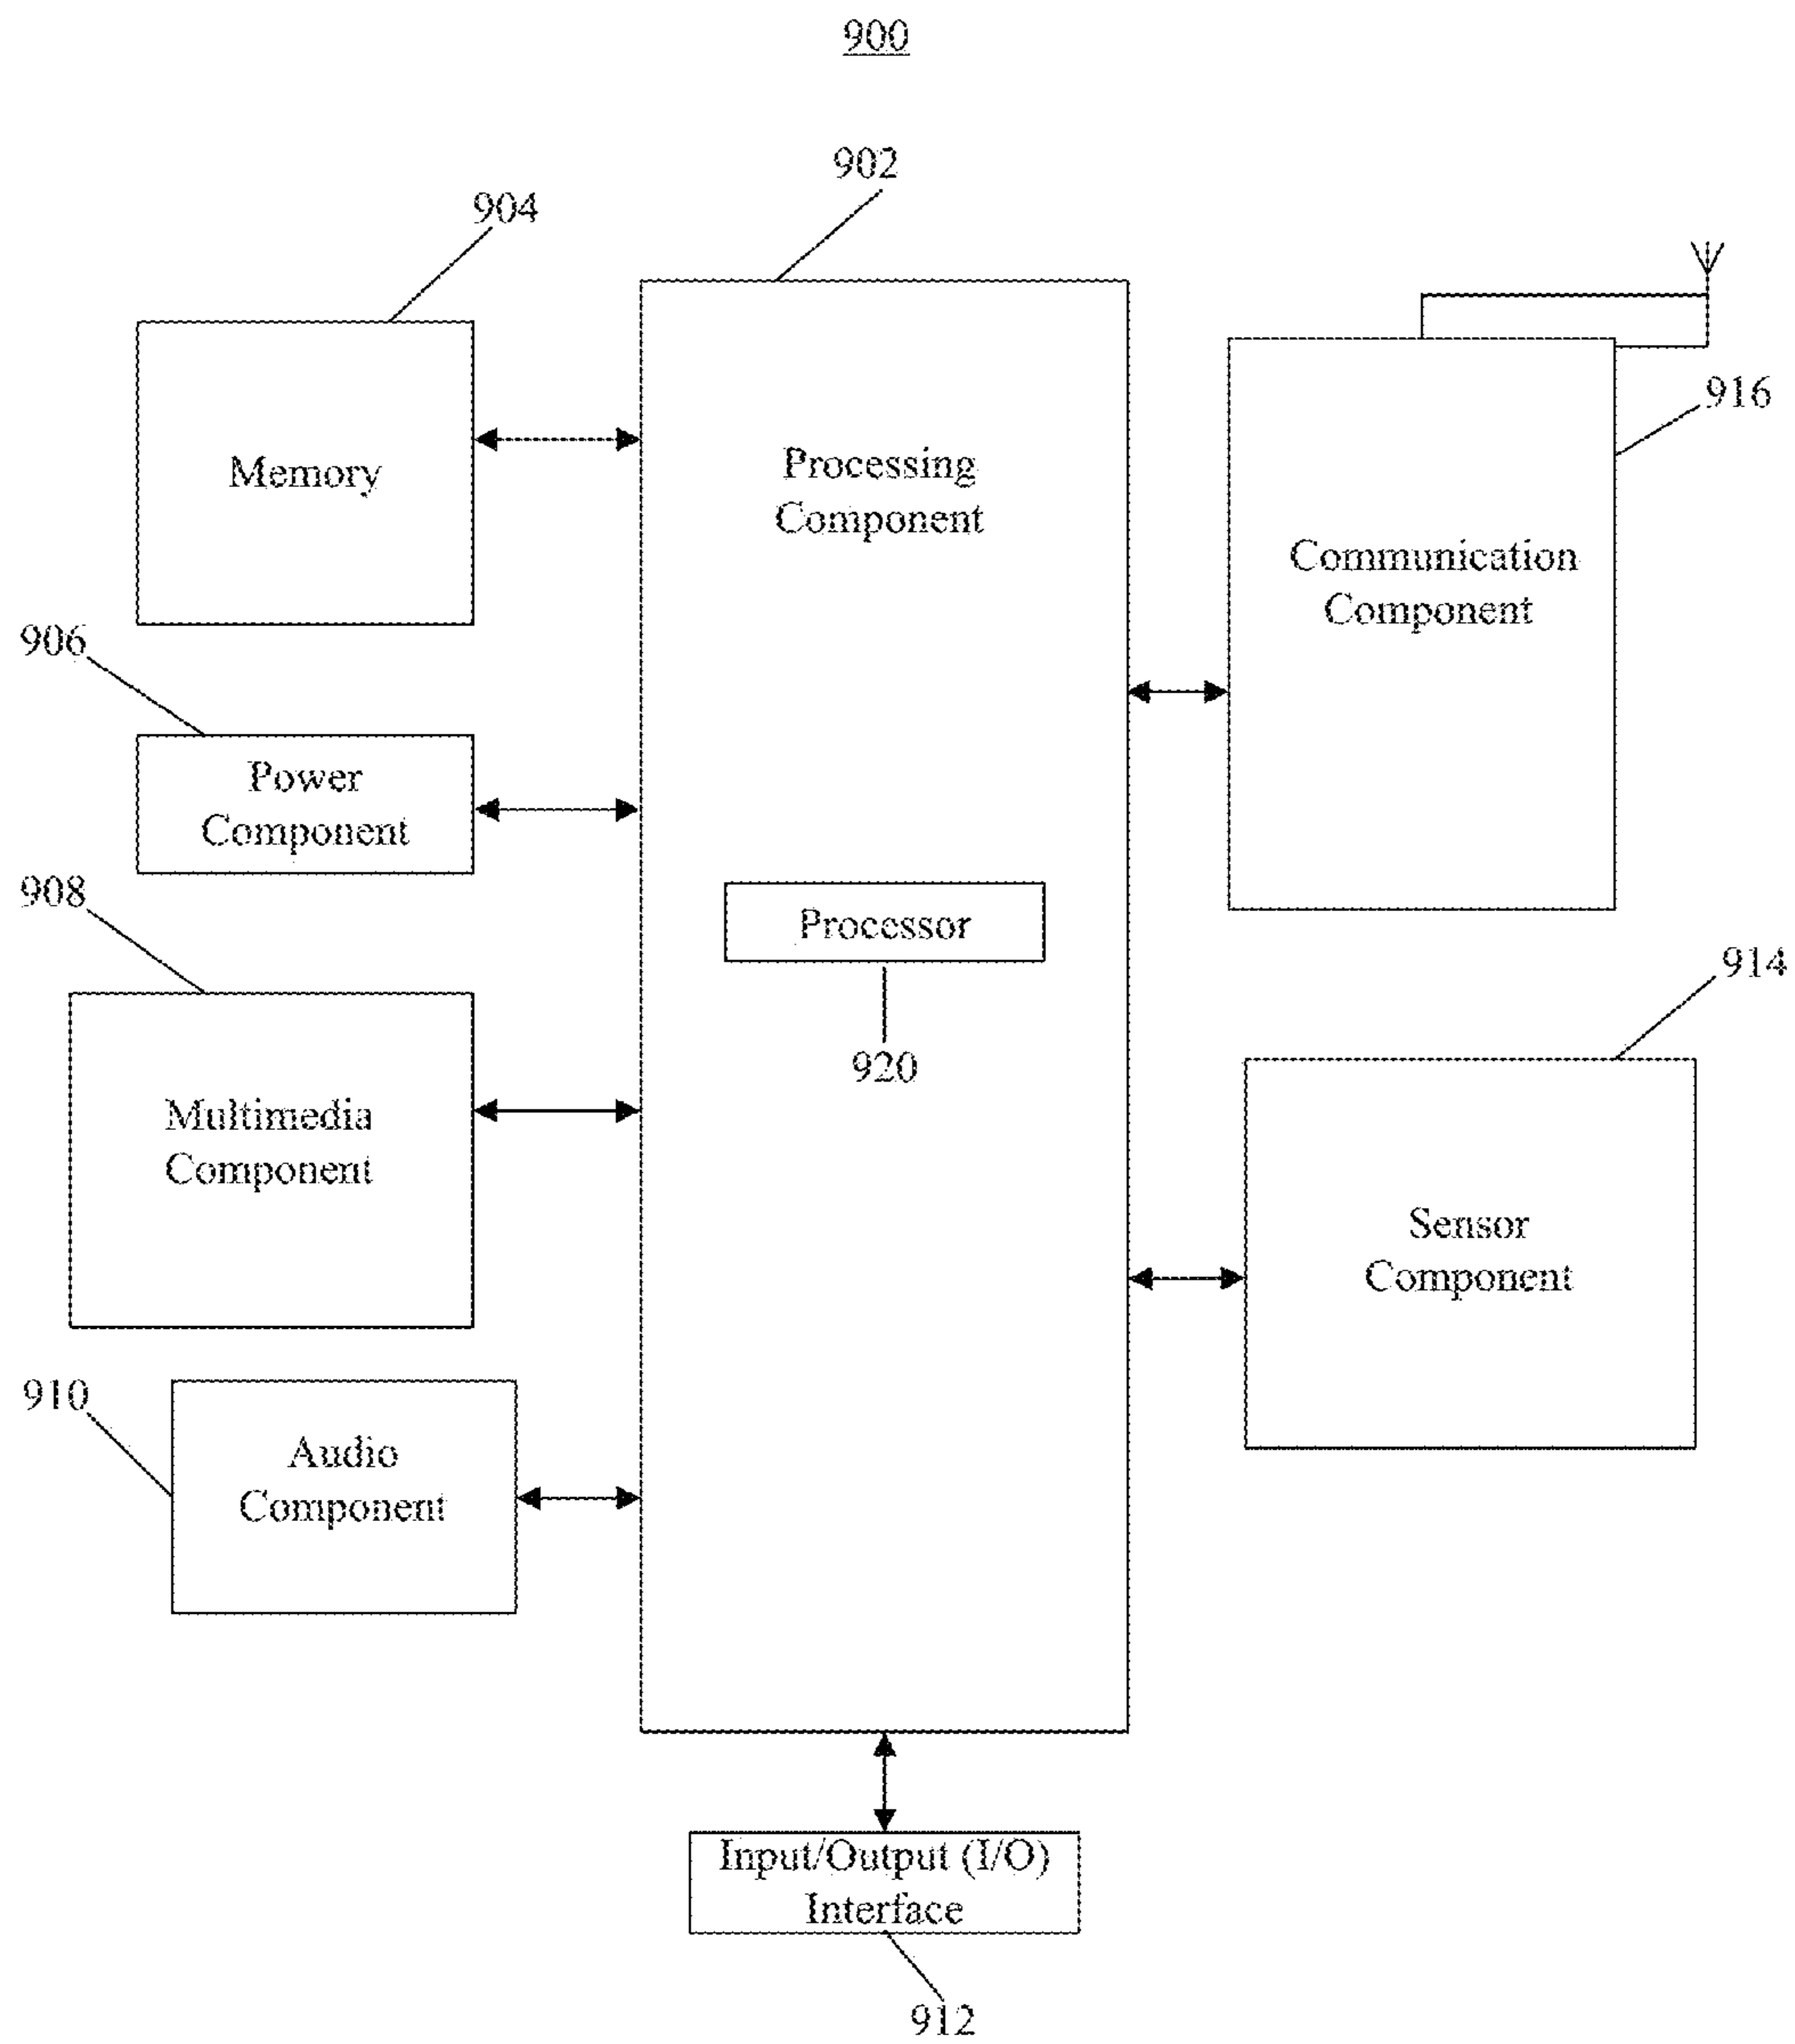 900
902
904
Memory
Processing
Component
916
Communication
Component
906
Power
Component
908
Processor
920
914
Multimedia
Component
Sensor
Component
910
Audio
Component
Input/Output (I/O)
Interface
912